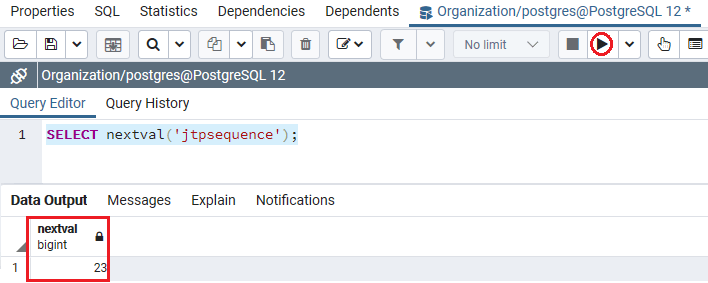 Properties SQL Statistics Dependencies Dependents Organization/postgres@PostgreSQL 12 *
No limit
Organization/postgres@PostgreSQL 12
Query Editor Query History
1 SELECT nextval('jtpsequence');
Data Output Messages Explain Notifications
nextval
bigint
1 23